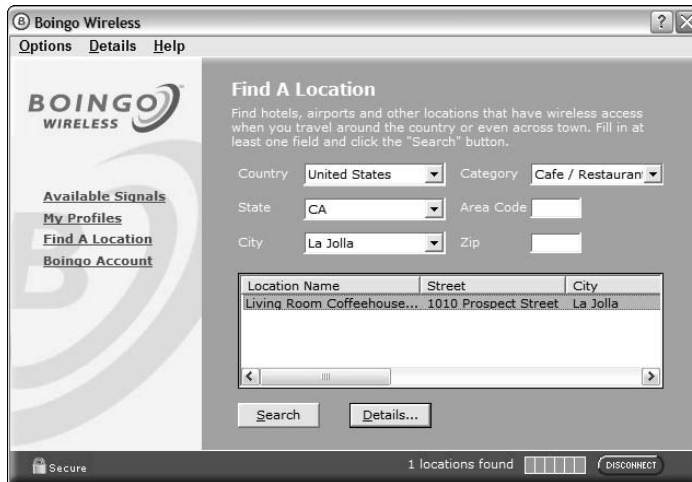 B Boingo Wireless ?
Options Details Help
BOINGO
WIRELESS
Available Signals
My Profiles
Find A Location
Boingo Account
Find A Location
Find hotels, airports and other locations that have wireless access
when you travel around the country or even across town. Fill in at
least one field and click the "Search" button.
Country United States Category Cafe / Restauran
State CA Area Code
City La Jolla Zip
Location Name Street City
Living Room Coffeehouse... 1010 Prospect Street La Jolla
Search Details...
Secure 1 locations found DISCONNECT